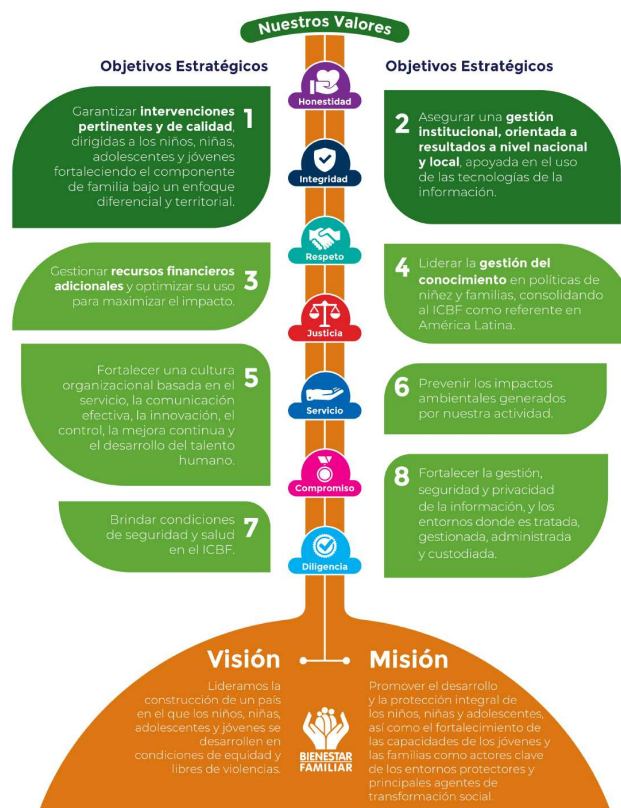 Nuestros Valores
Objetivos Estratégicos
Objetivos Estratégicos
Honestidad
1
Garantizar intervenciones
pertinentes y de calidad,
dirigidas a los niños, niñas,
adolescentes y jóvenes
fortaleciendo el componente
de familia bajo un enfoque
diferencial y territorial.
2
Asegurar una gestión
institucional, orientada a
resultados a nivel nacional
y local, apoyada en el uso
de las tecnologías de la
información.
Integridad
Respeto
3
Gestionar recursos financieros
adicionales y optimizar su uso
para maximizar el impacto.
4
Liderar la gestión del
conocimiento en políticas de
niñez y familias, consolidando
al ICBF como referente en
América Latina.
Justicia
5
Fortalecer una cultura
organizacional basada en el
servicio, la comunicación
efectiva, la innovación, el
control, la mejora continua y
el desarrollo del talento
humano.
6
Prevenir los impactos
ambientales generados
por nuestra actividad.
Servicio
Compromiso
7
Brindar condiciones
de seguridad y salud
en el ICBF.
8
Fortalecer la gestión,
seguridad y privacidad
de la información, y los
entornos donde es tratada,
gestionada, administrada
y custodiada.
Diligencia
Visión
Lideramos la
construcción de un país
en el que los niños, niñas,
adolescentes y jóvenes se
desarrollen en
condiciones de equidad y
libres de violencias.
BIENESTAR
FAMILIAR
Misión
Promover el desarrollo
y la protección integral de
los niños, niñas y adolescentes,
así como el fortalecimiento de
las capacidades de los jóvenes y
las familias como actores clave
de los entornos protectores y
principales agentes de
transformación social.